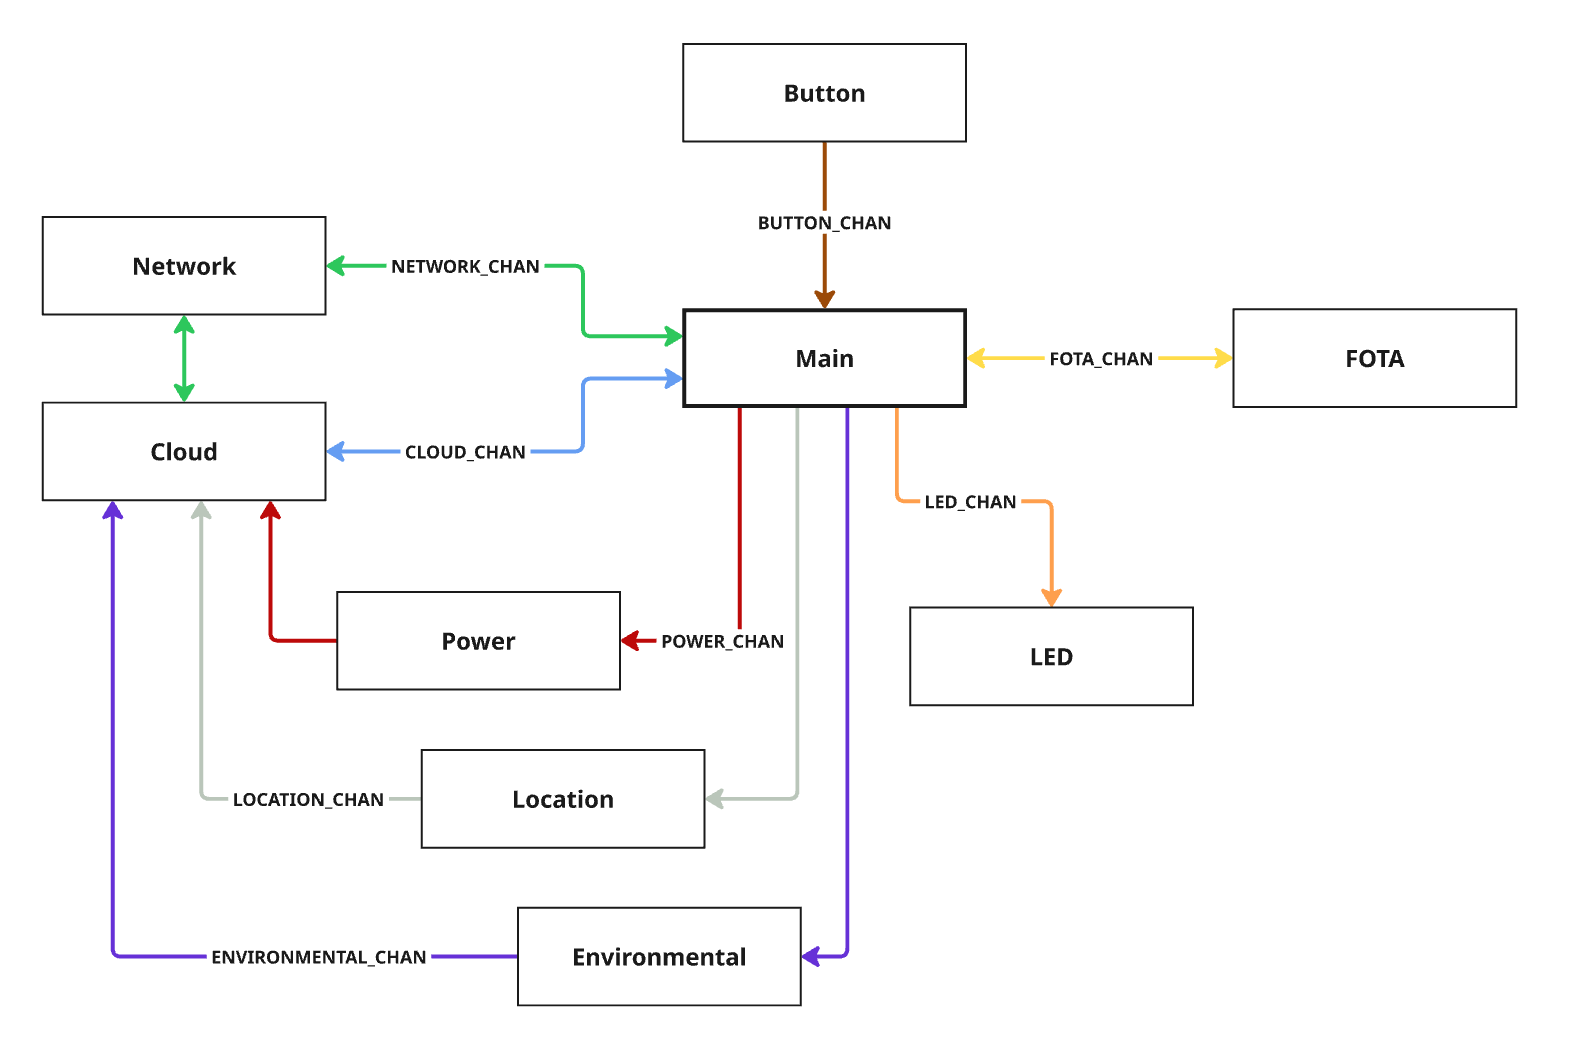 Button
BUTTON_CHAN
Network
NETWORK_CHAN
Main
FOTA_CHAN
FOTA
Cloud
CLOUD_CHAN
LED_CHAN
Power
POWER_CHAN
LED
LOCATION_CHAN
Location
ENVIRONMENTAL_CHAN
Environmental